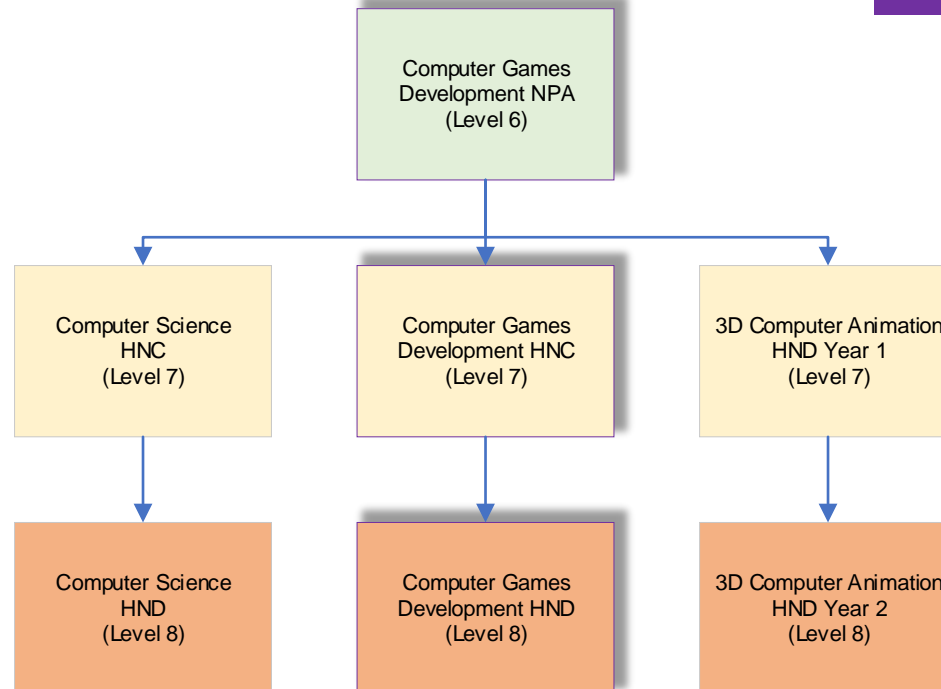 Computer Games
Development NPA
(Level 6)
Computer Science
HNC
(Level 7)
Computer Games
Development HNC
(Level 7)
3D Computer Animation
HND Year 1
(Level 7)
Computer Science
HND
(Level 8)
Computer Games
Development HND
(Level 8)
3D Computer Animation
HND Year 2
(Level 8)